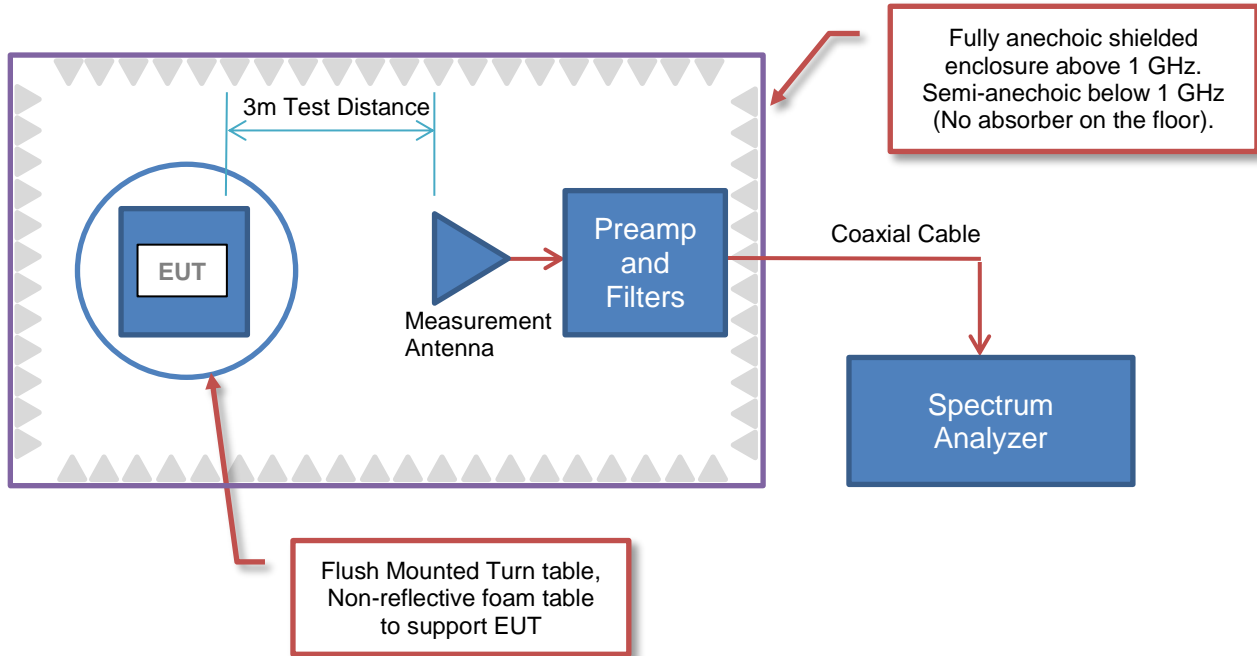 Fully anechoic shielded
enclosure above 1 GHz.
Semi-anechoic below 1 GHz
(No absorber on the floor).
3m Test Distance
EUT
Measurement
Antenna
Preamp
and
Filters
Coaxial Cable
Spectrum
Analyzer
Flush Mounted Turn table,
Non-reflective foam table
to support EUT